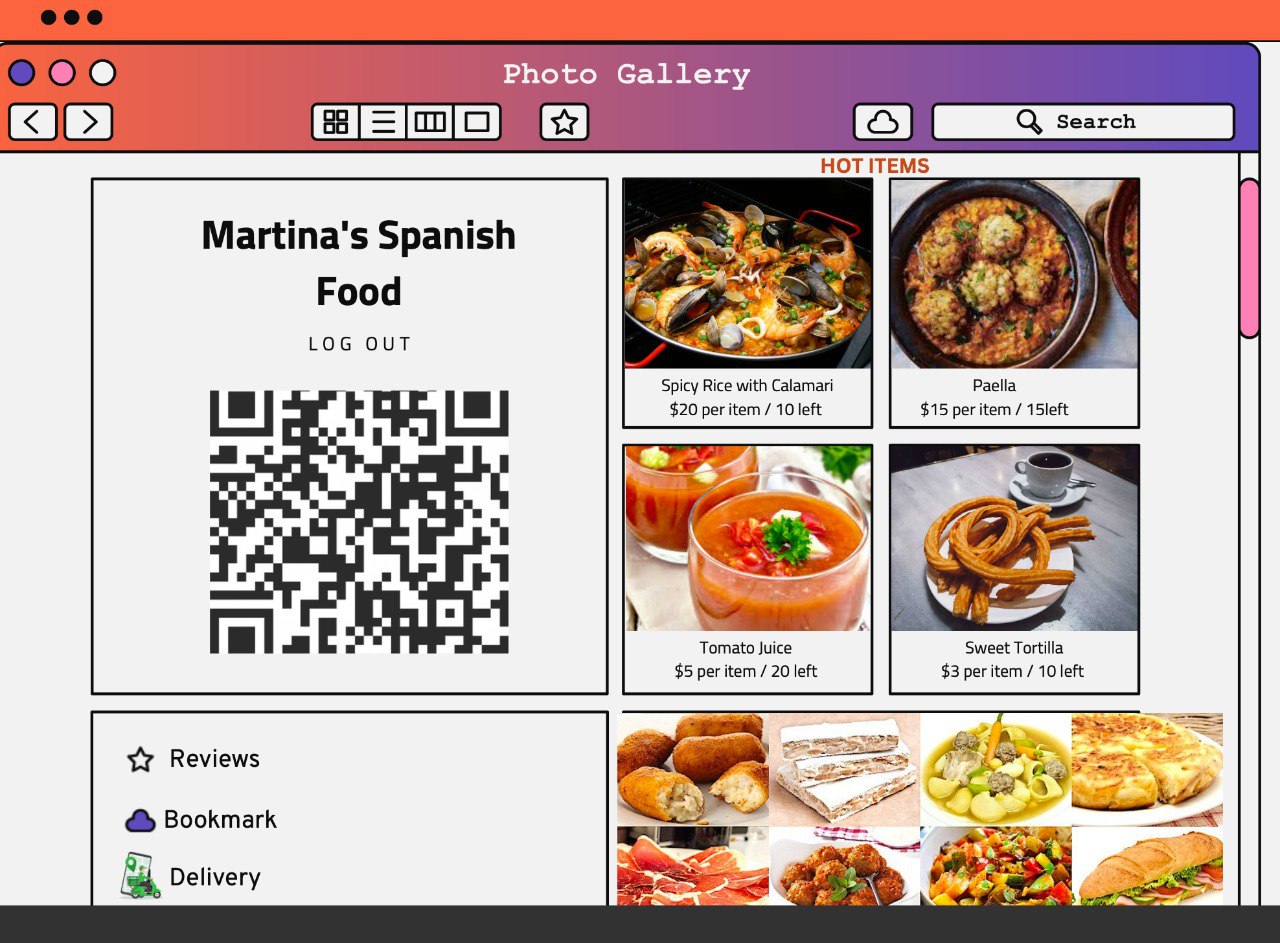 Photo Gallery
Search
HOT ITEMS
Martina's Spanish
Food
LOG OUT
Spicy Rice with Calamari
$20 per item / 10 left
Paella
$15 per item / 15left
Tomato Juice
$5 per item / 20 left
Sweet Tortilla
$3 per item / 10 left
Reviews
Bookmark
Delivery